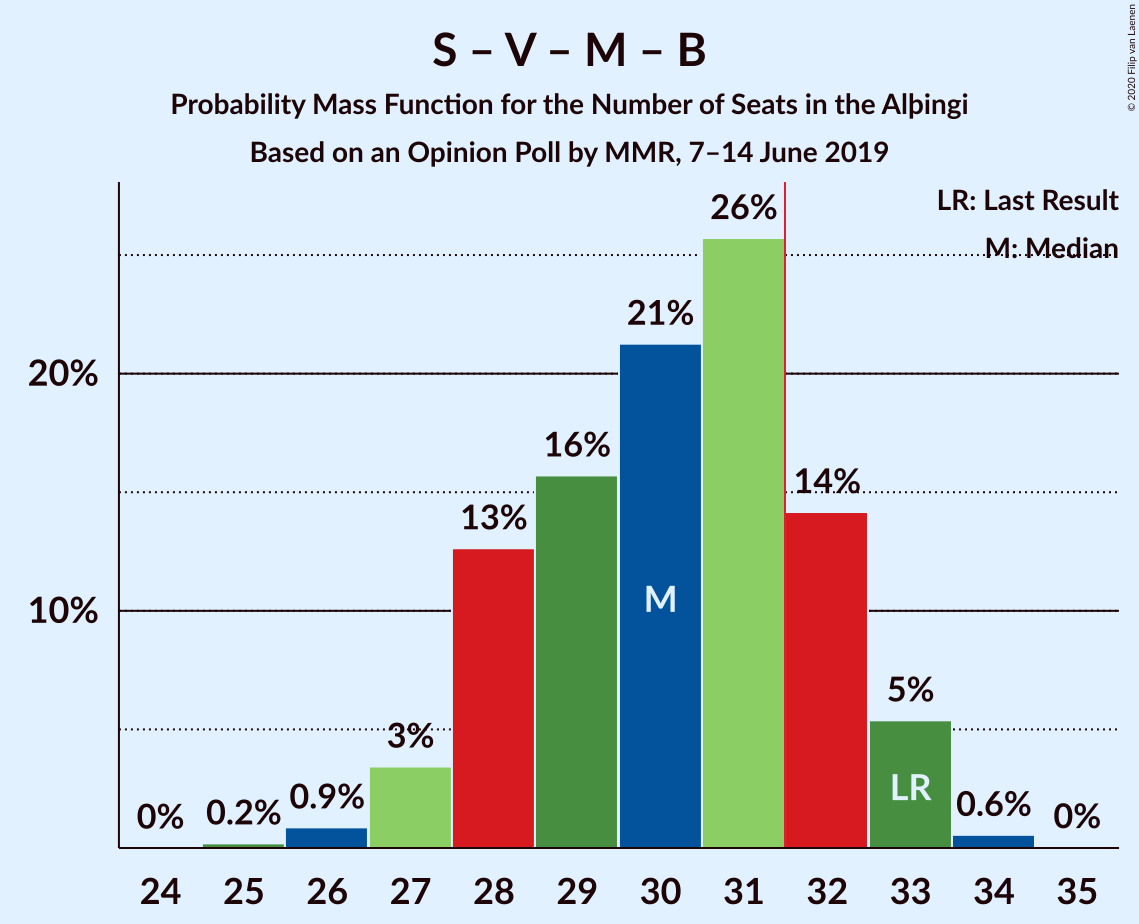 S – V – M – B
Probability Mass Function for the Number of Seats in the Alþingi
Based on an Opinion Poll by MMR, 7–14 June 2019
© 2020 Filip van Laenen
LR: Last Result
M: Median
26%
21%
20%
16%
14%
13%
M
10%
5%
3%
LR
0.9%
0.6%
0.2%
0%
0%
24 25 26 27 28 29 30 31 32 33 34 35